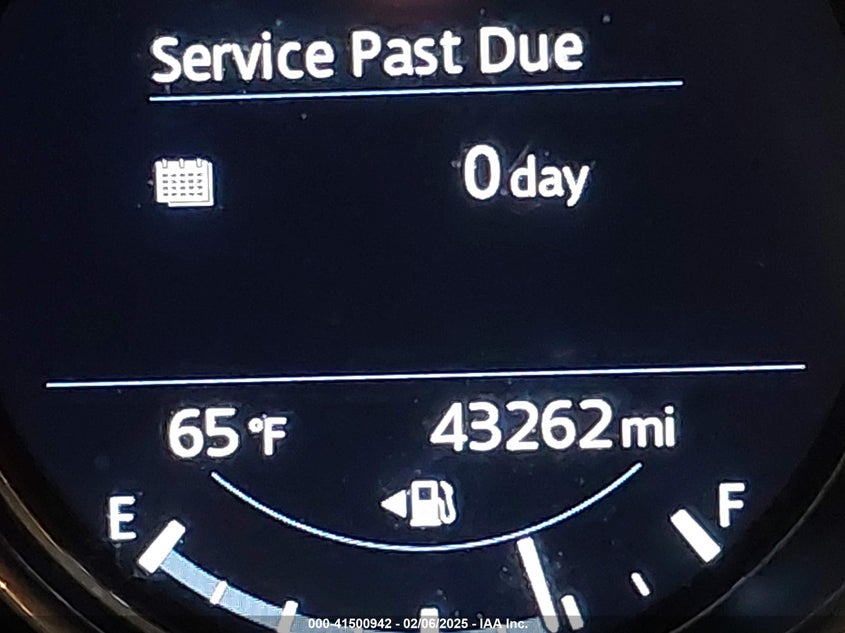 Service Past Due
0 day
65 °F 43262 mi
E F
000-41500942 - 02/06/2025 - IAA Inc.